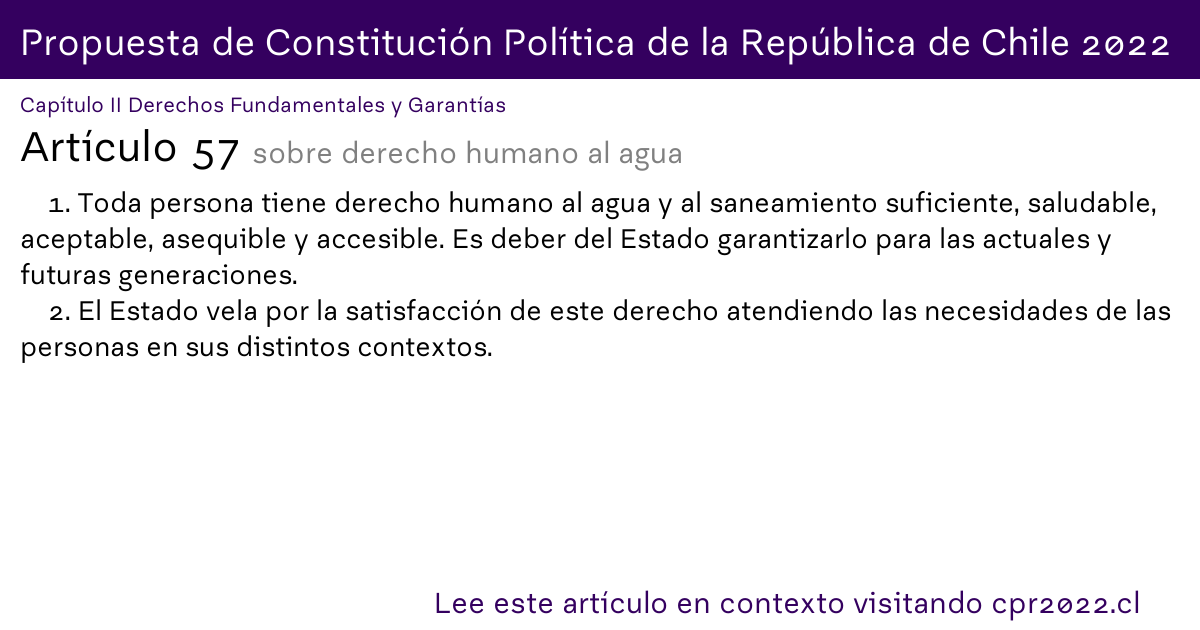 Propuesta de Constitución Política de la República de Chile 2022
Capítulo II Derechos Fundamentales y Garantías
Artículo 57 sobre derecho humano al agua
1. Toda persona tiene derecho humano al agua y al saneamiento suficiente, saludable,
aceptable, asequible y accesible. Es deber del Estado garantizarlo para las actuales y
futuras generaciones.
2. El Estado vela por la satisfacción de este derecho atendiendo las necesidades de las
personas en sus distintos contextos.
Lee este artículo en contexto visitando cpr2022.cl